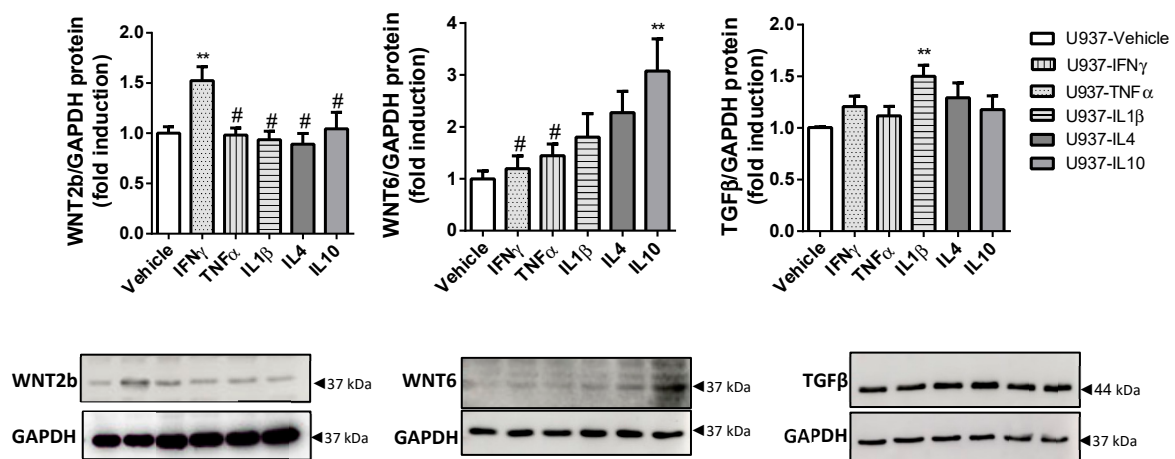 WNT2b/GAPDH protein
(fold induction)
2.0
1.5
1.0
0.5
0.0
**
#
#
#
#
Vehicle
IFNγ
TNFα
IL1β
IL4
IL10
WNT6/GAPDH protein
(fold induction)
6
4
2
0
#
#
**
Vehicle
IFNγ
TNFα
IL1β
IL4
IL10
TGFβ/GAPDH protein
(fold induction)
2.0
1.5
1.0
0.5
0.0
**
Vehicle
IFNγ
TNFα
IL1β
IL4
IL10
U937-Vehicle
U937-IFNγ
U937-TNFα
U937-IL1β
U937-IL4
U937-IL10
WNT2b
37 kDa
GAPDH
37 kDa
WNT6
37 kDa
GAPDH
37 kDa
TGFβ
44 kDa
GAPDH
37 kDa